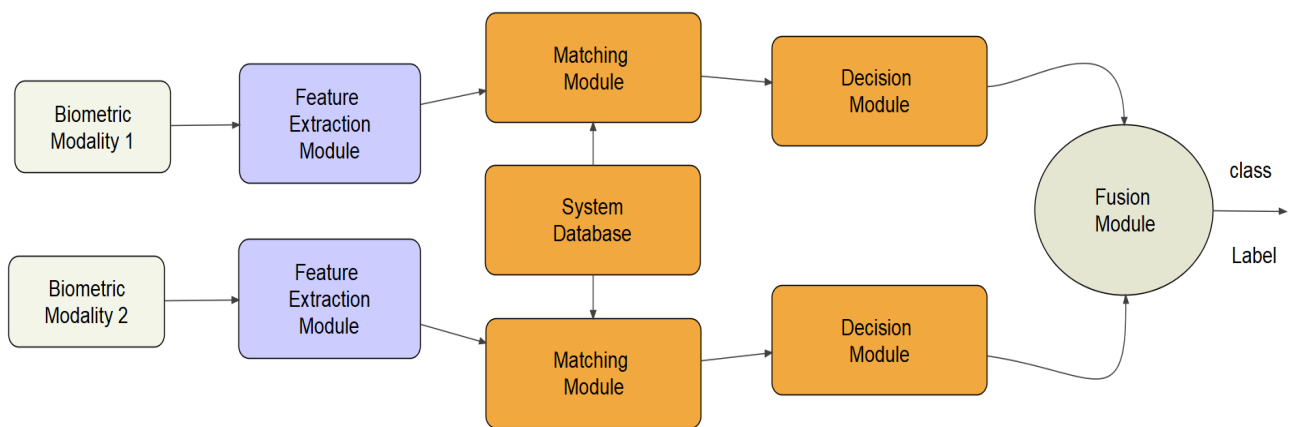 Biometric
Modality 1
Feature
Extraction
Module
Matching
Module
Decision
Module
System
Database
Biometric
Modality 2
Feature
Extraction
Module
Matching
Module
Decision
Module
Fusion
Module
class
Label